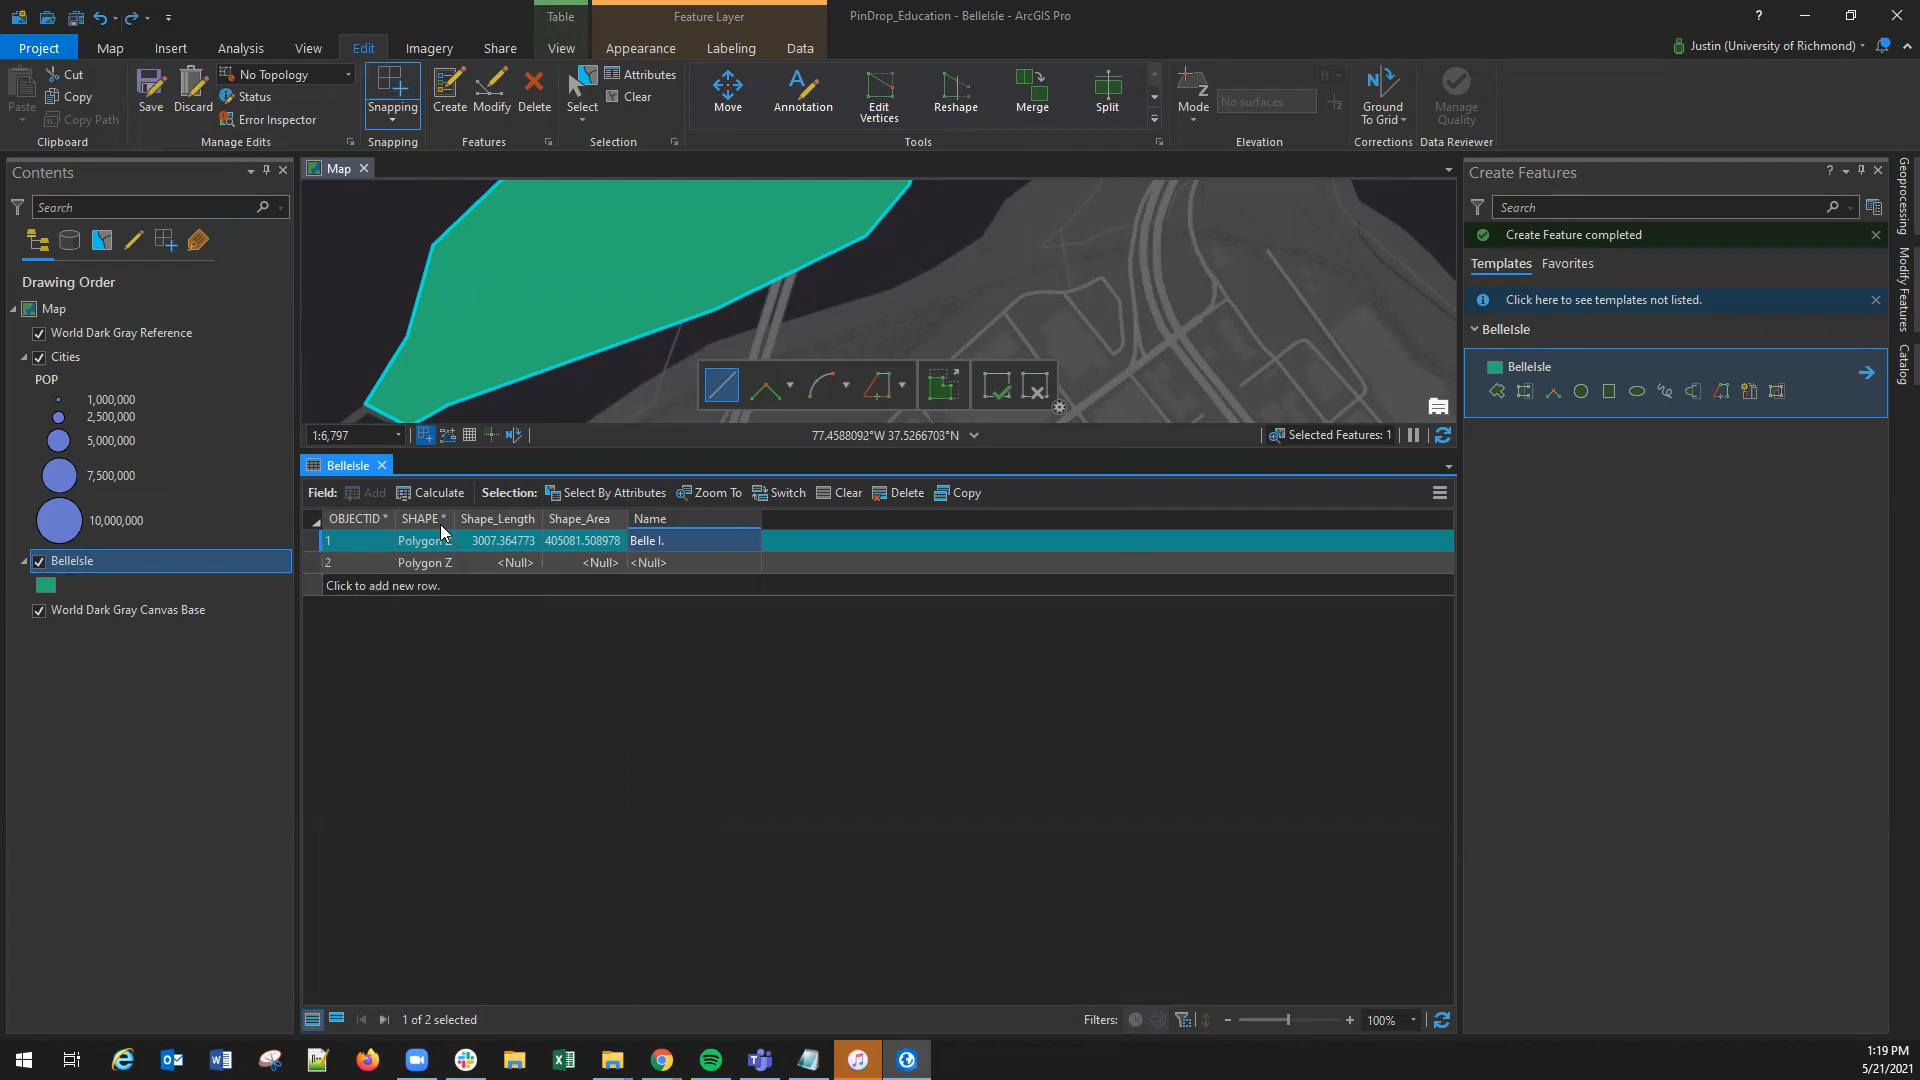 Table
Feature Layer
PinDrop_Education - BelleIsle - ArcGIS Pro
?
Project
Map
Insert
Analysis
View
Edit
Imagery
Share
View
Appearance
Labeling
Data
Justin (University of Richmond)
Paste
Cut
Copy
Copy Path
Clipboard
Save
Discard
No Topology
Status
Error Inspector
Manage Edits
Snapping
Snapping
Create
Modify
Delete
Features
Select
Attributes
Clear
Selection
Move
Annotation
Edit
Vertices
Reshape
Merge
Split
Tools
Mode
ft
No surfaces
Elevation
Ground
To Grid
Corrections
Manage
Quality
Data Reviewer
Contents
Search
Drawing Order
Map
World Dark Gray Reference
Cities
POP
1,000,000
2,500,000
5,000,000
7,500,000
10,000,000
BelleIsle
World Dark Gray Canvas Base
Map
1:6,797
77.4588092°W 37.5266703°N
Selected Features: 1
BelleIsle
Field:
Add
Calculate
Selection:
Select By Attributes
Zoom To
Switch
Clear
Delete
Copy
OBJECTID * SHAPE * Shape_Length Shape_Area Name
1 Polygon Z 3007.364773 405081.508978 Belle I.
2 Polygon Z <Null> <Null> <Null>
Click to add new row.
1 of 2 selected
Filters:
100%
Create Features
?
Search
Create Feature completed
Templates
Favorites
Click here to see templates not listed.
BelleIsle
BelleIsle
Geoprocessing
Modify Features
Catalog
1:19 PM
5/21/2021